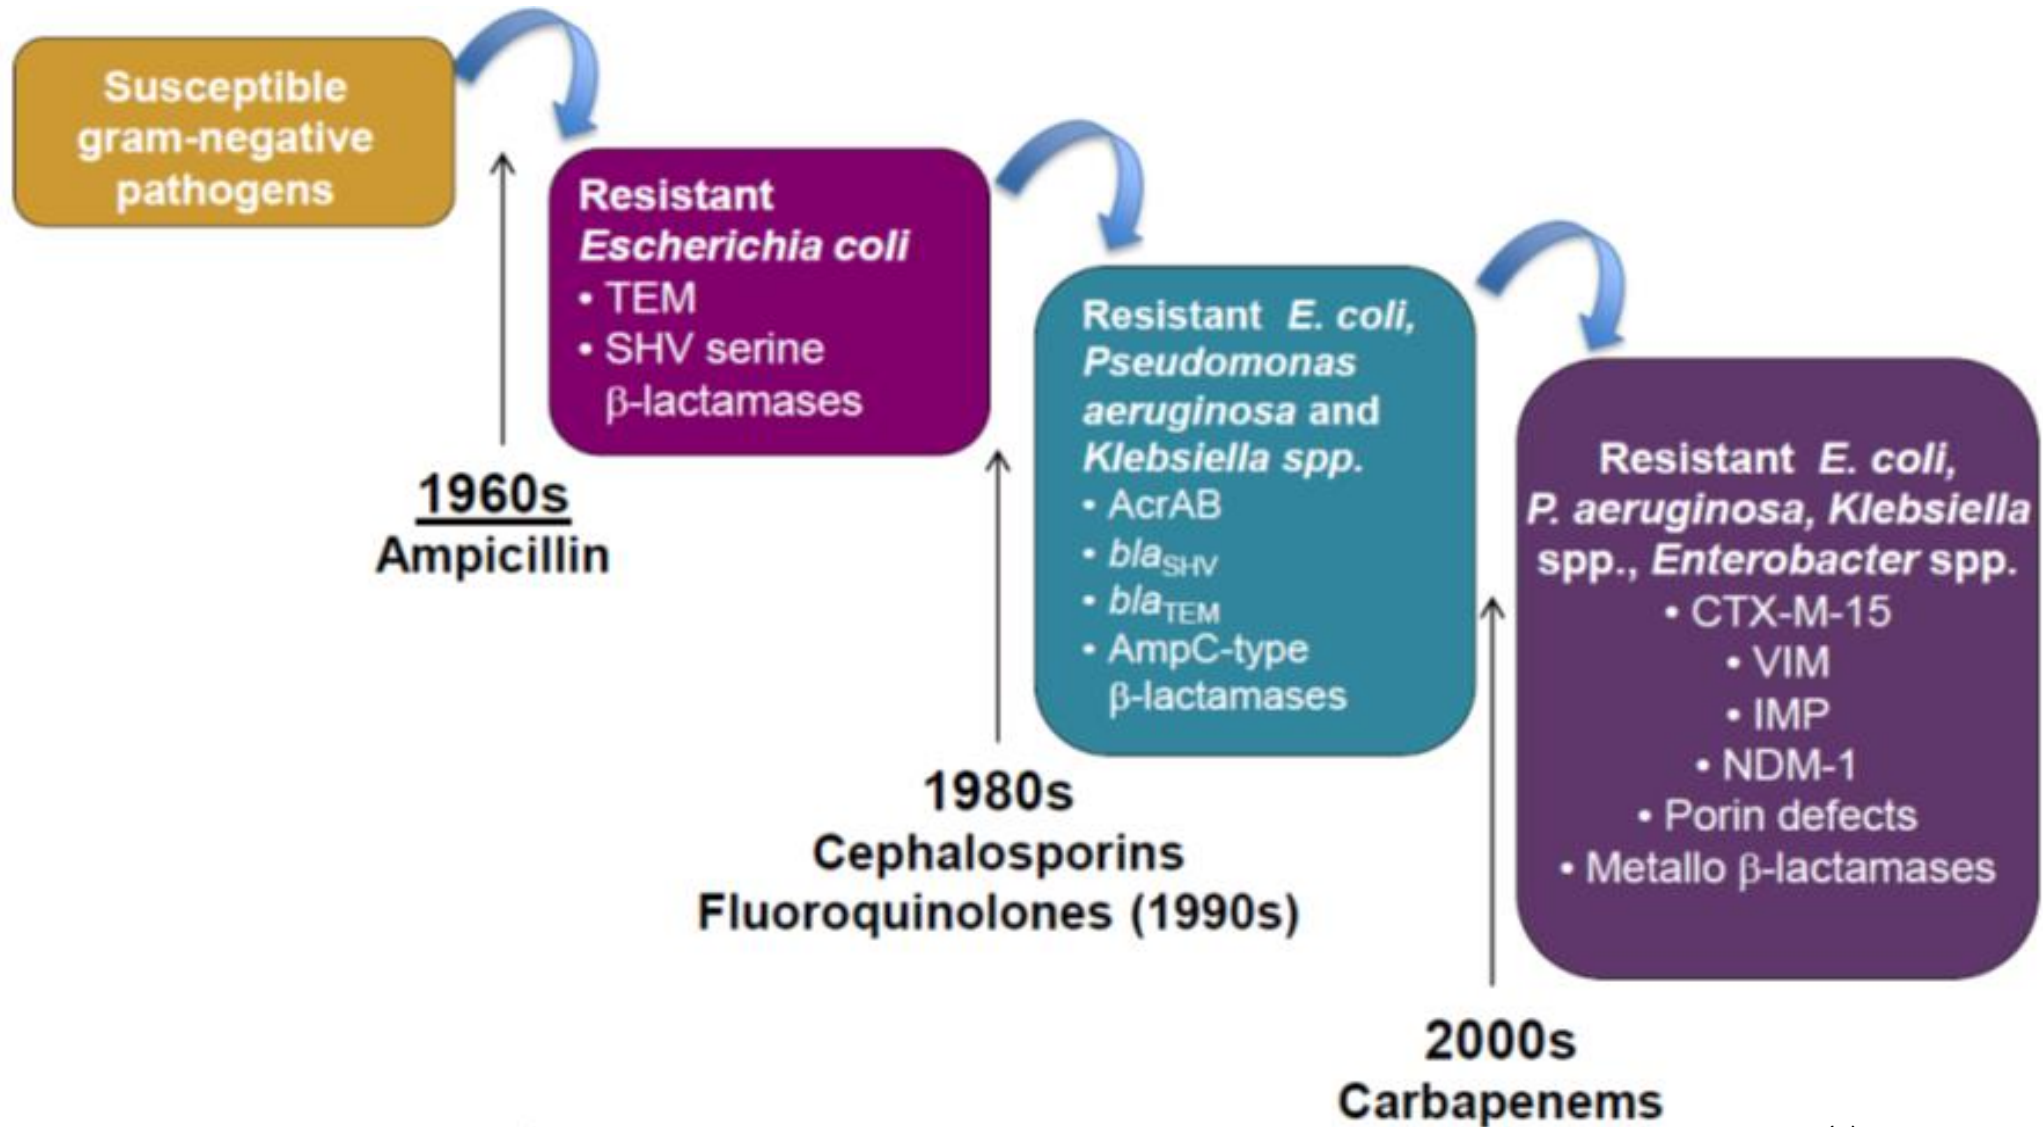 Susceptible
gram-negative
pathogens
Resistant
Escherichia coli
• TEM
• SHV serine
β-lactamases
1960s
Ampicillin
Resistant E. coli,
Pseudomonas
aeruginosa and
Klebsiella spp.
• AcrAB
• blaSHV
• blaTEM
• AmpC-type
β-lactamases
1980s
Cephalosporins
Fluoroquinolones (1990s)
Resistant E. coli,
P. aeruginosa, Klebsiella
spp., Enterobacter spp.
• CTX-M-15
• VIM
• IMP
• NDM-1
• Porin defects
• Metallo β-lactamases
2000s
Carbapenems